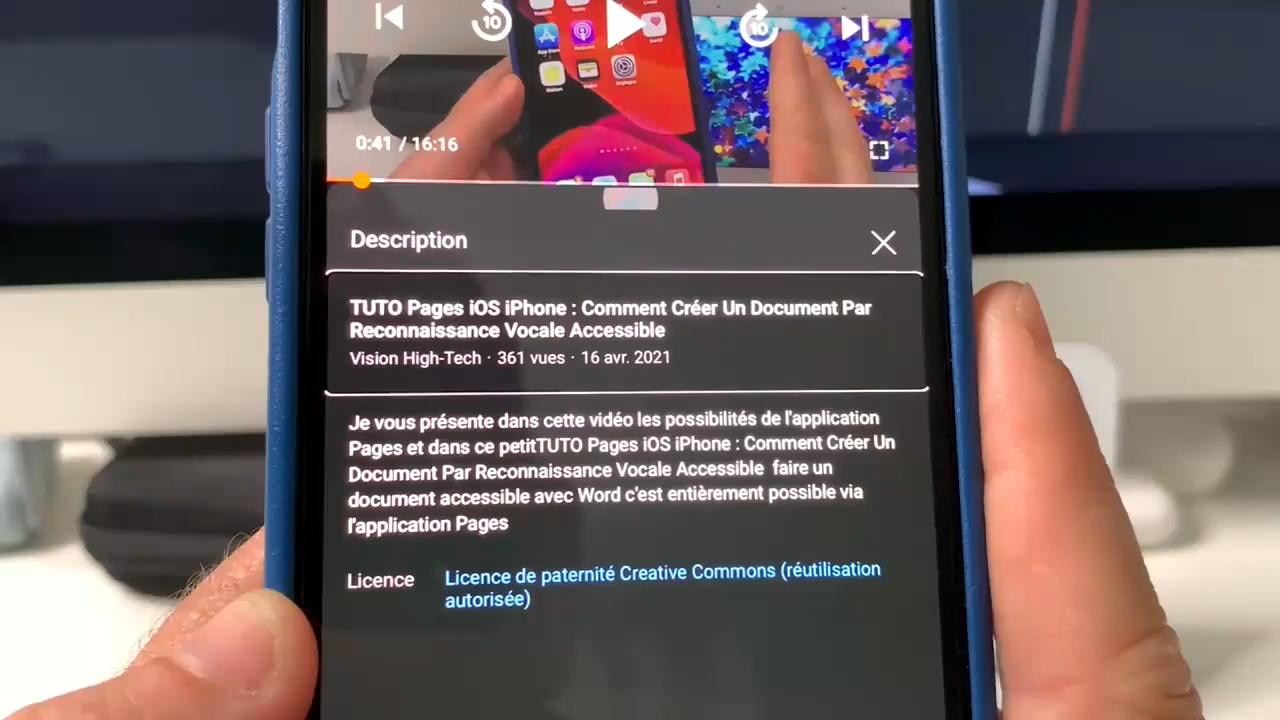 10
10
0:41 / 16:16
Description
TUTO Pages iOS iPhone : Comment Créer Un Document Par
Reconnaissance Vocale Accessible
Vision High-Tech · 361 vues · 16 avr. 2021
Je vous présente dans cette vidéo les possibilités de l'application
Pages et dans ce petitTUTO Pages iOS iPhone : Comment Créer Un
Document Par Reconnaissance Vocale Accessible faire un
document accessible avec Word c'est entièrement possible via
l'application Pages
Licence Licence de paternité Creative Commons (réutilisation
autorisée)